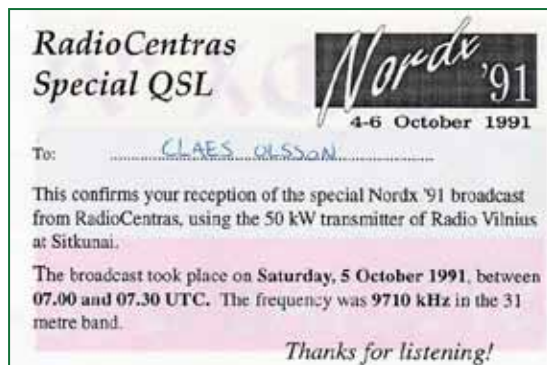 RadioCentras
Special QSL
Nordx '91
4-6 October 1991
To: CLAES OLSSON
This confirms your reception of the special Nordx '91 broadcast
from RadioCentras, using the 50 kW transmitter of Radio Vilnius
at Sitkunai.
The broadcast took place on Saturday, 5 October 1991, between
07.00 and 07.30 UTC. The frequency was 9710 kHz in the 31
metre band.
Thanks for listening!